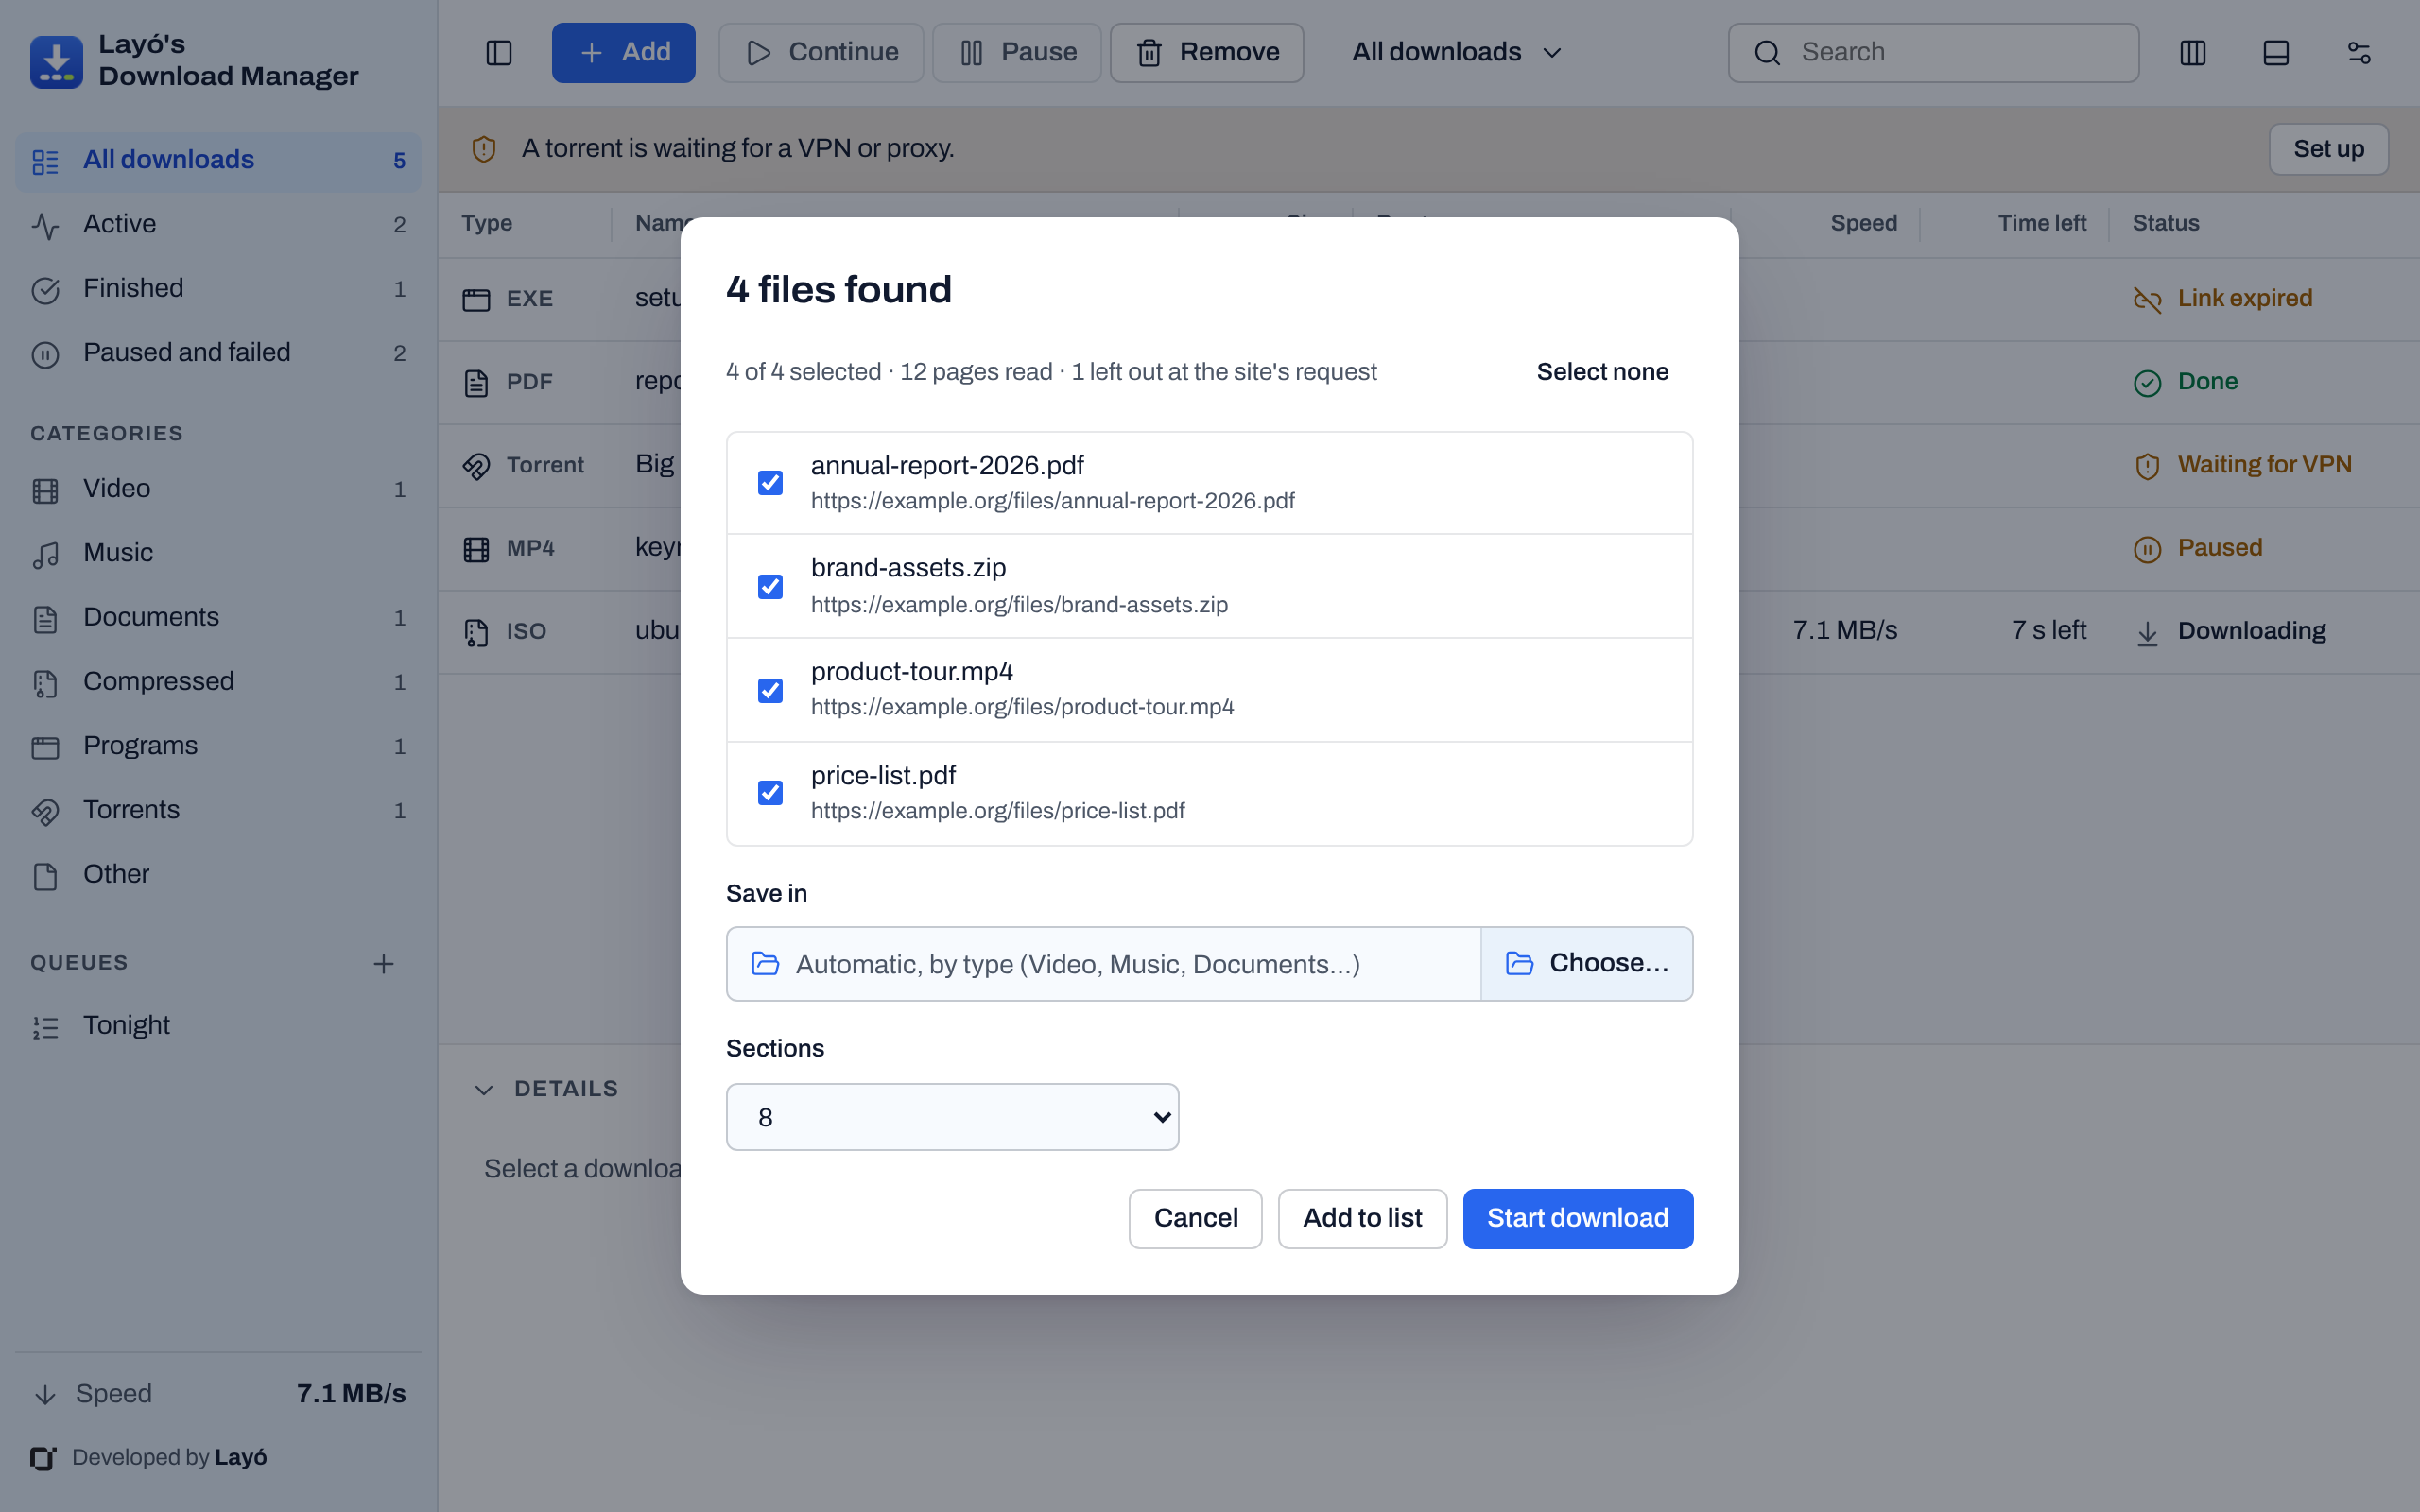 Layó's
Download Manager
Add
Continue
Pause
Remove
All downloads
Search
All downloads 5
Active 2
Finished 1
Paused and failed 2
CATEGORIES
Video 1
Music
Documents 1
Compressed 1
Programs 1
Torrents 1
Other
QUEUES
Tonight
Speed 7.1 MB/s
Developed by Layó
A torrent is waiting for a VPN or proxy.
Set up
Type Name Speed Time left Status
EXE setu Link expired
PDF repo Done
Torrent Big Waiting for VPN
MP4 Paused
ISO ubu 7.1 MB/s 7 s left Downloading
DETAILS
Select a downloa
4 files found
4 of 4 selected · 12 pages read · 1 left out at the site's request
Select none
annual-report-2026.pdf
https://example.org/files/annual-report-2026.pdf
brand-assets.zip
https://example.org/files/brand-assets.zip
product-tour.mp4
https://example.org/files/product-tour.mp4
price-list.pdf
https://example.org/files/price-list.pdf
Save in
Automatic, by type (Video, Music, Documents...)
Choose...
Sections
8
Cancel
Add to list
Start download